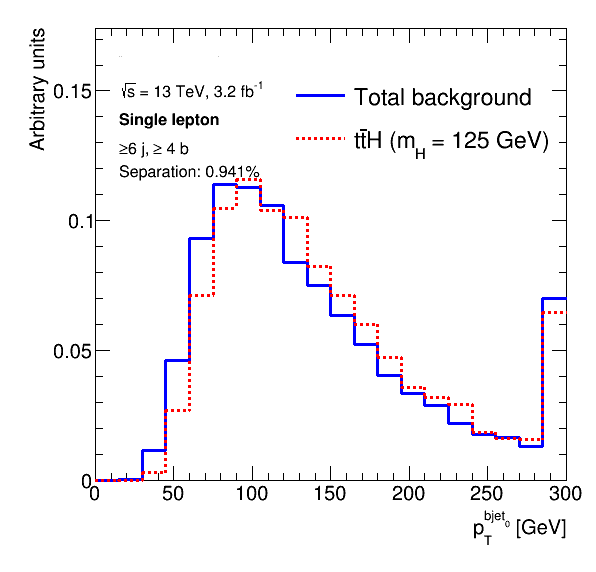 Arbitrary units
0.15
0.1
0.05
0
√s = 13 TeV, 3.2 fb⁻¹
Single lepton
≥6 j, ≥ 4 b
Separation: 0.941%
Total background
tt̄H (m_H = 125 GeV)
0 50 100 150 200 250 300
p_T^{bjet_0} [GeV]